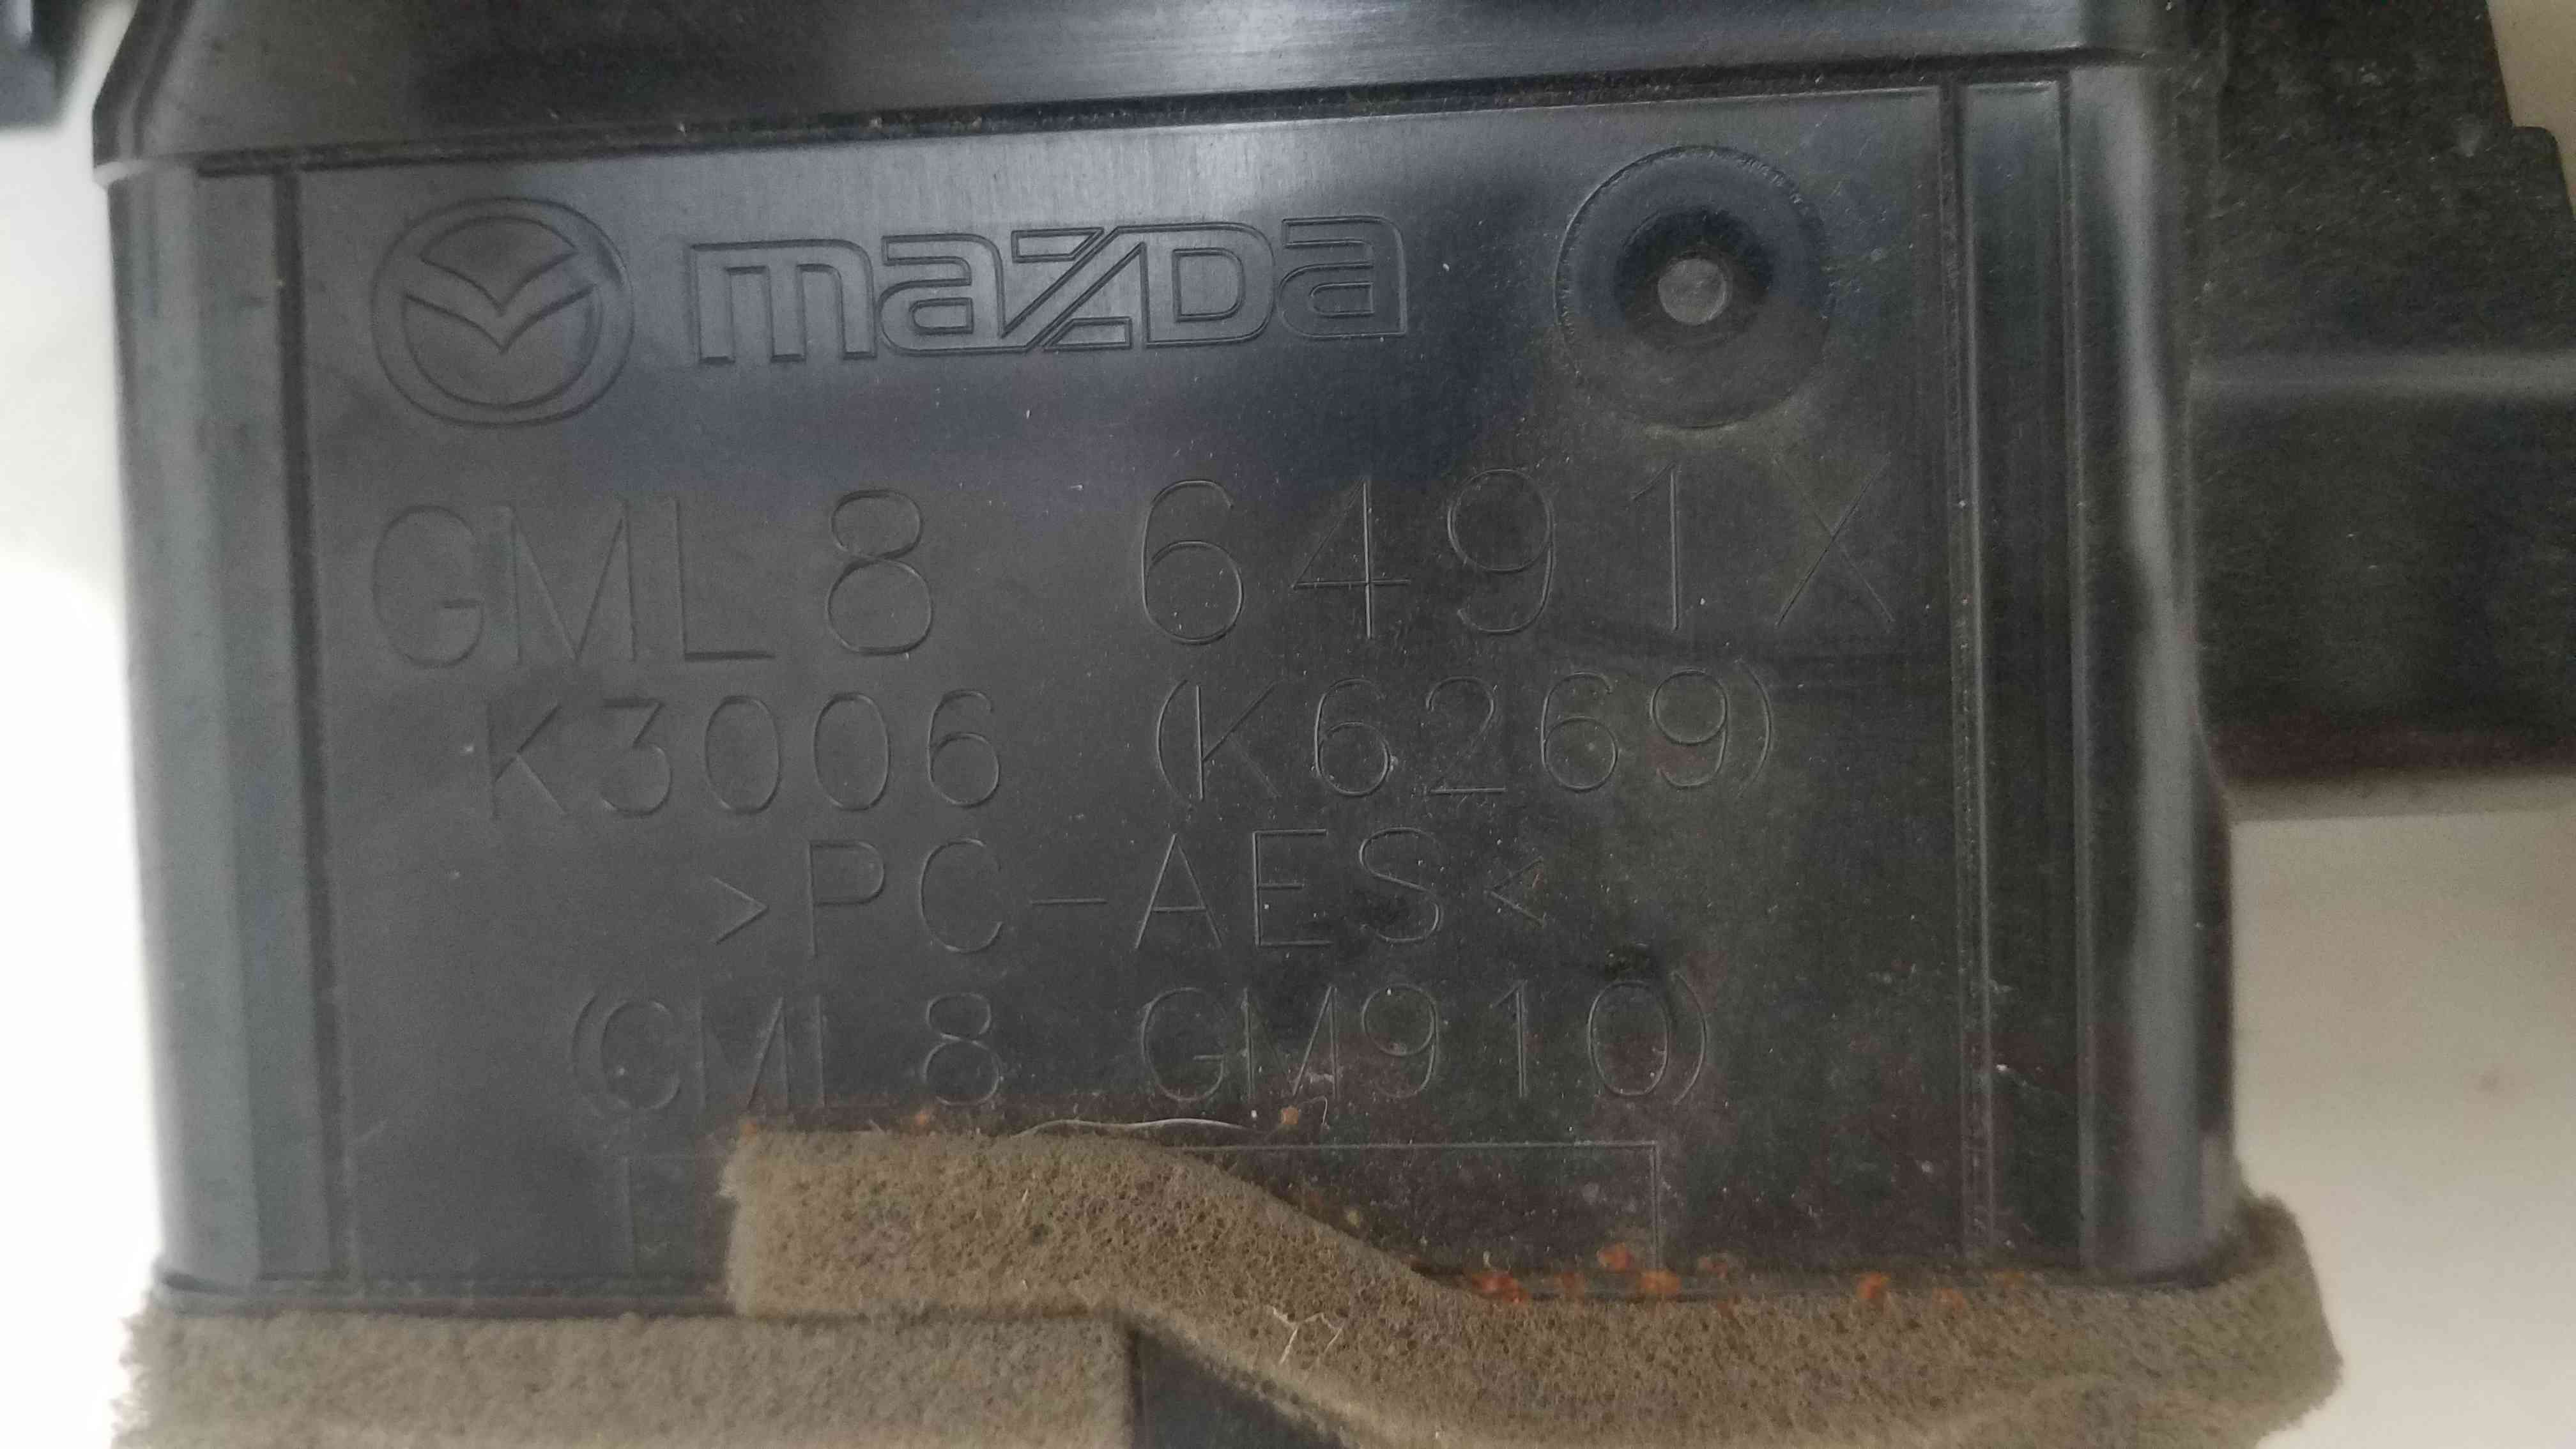 mazda
GML8 6491X
K3006 (K6269)
>PC-AES<
(GML8 GM910)